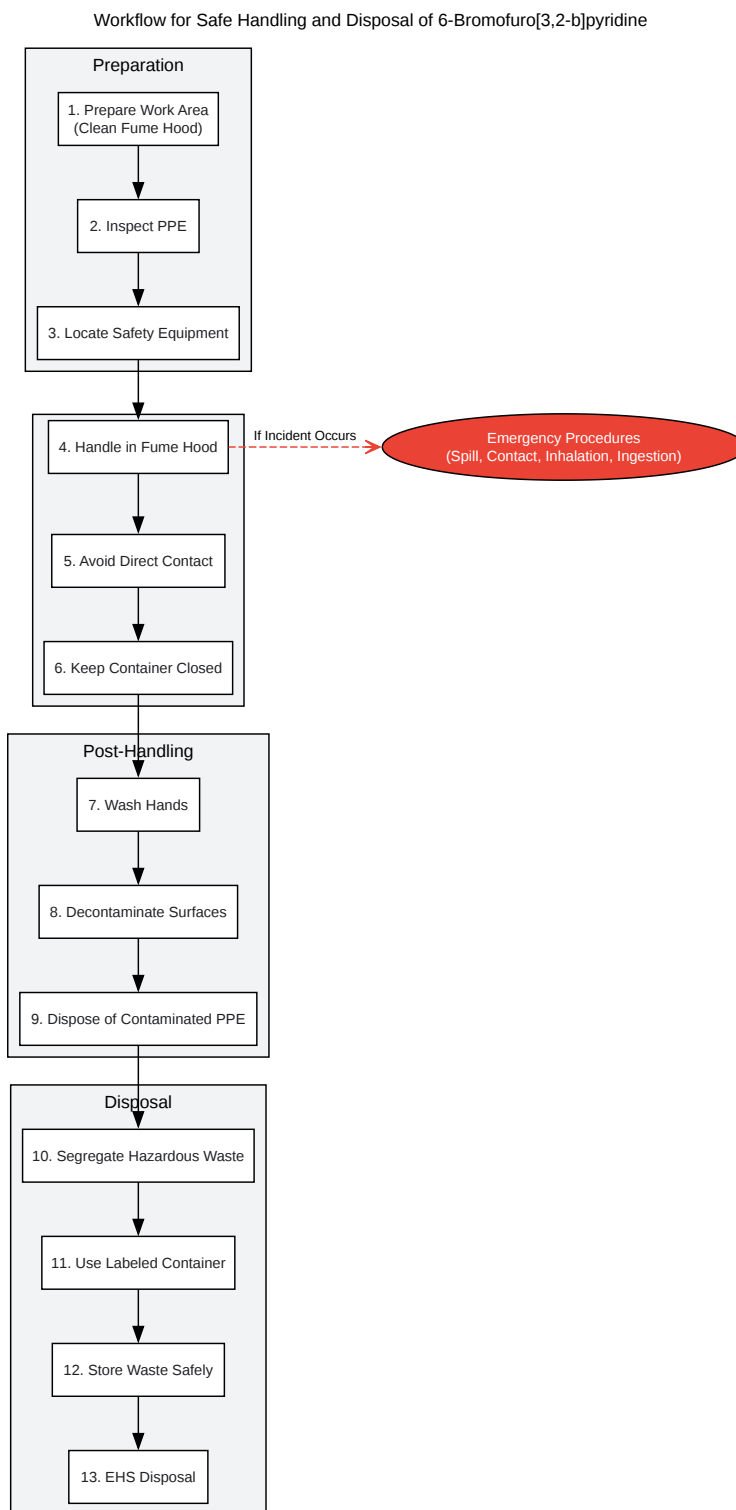 Workflow for Safe Handling and Disposal of 6-Bromofuro[3,2-b]pyridine
Preparation
1. Prepare Work Area
(Clean Fume Hood)
2. Inspect PPE
3. Locate Safety Equipment
4. Handle in Fume Hood
If Incident Occurs
Emergency Procedures
(Spill, Contact, Inhalation, Ingestion)
5. Avoid Direct Contact
6. Keep Container Closed
Post-Handling
7. Wash Hands
8. Decontaminate Surfaces
9. Dispose of Contaminated PPE
Disposal
10. Segregate Hazardous Waste
11. Use Labeled Container
12. Store Waste Safely
13. EHS Disposal